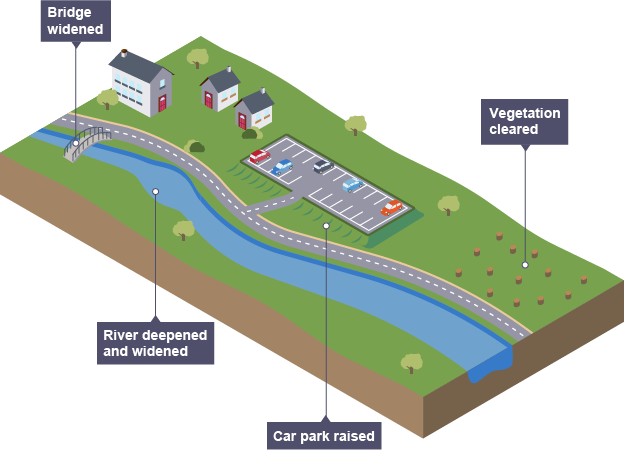 Bridge
widened
Vegetation
cleared
River deepened
and widened
Car park raised